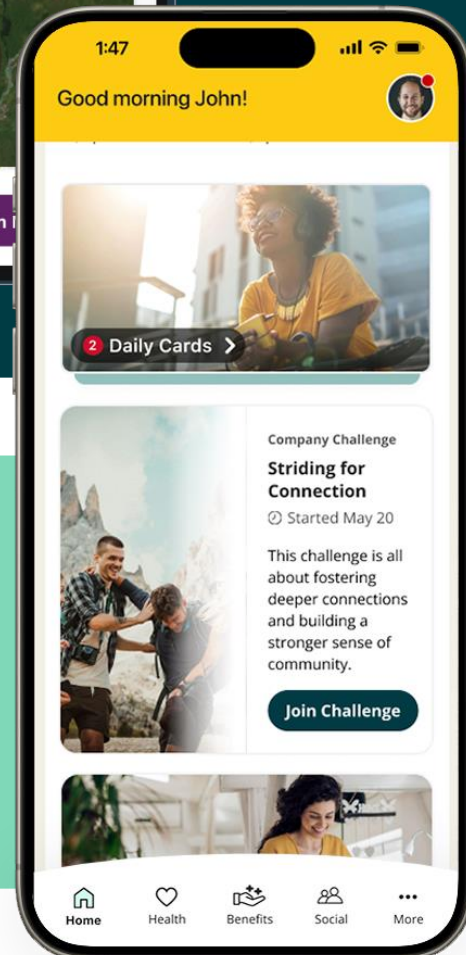 1:47
Good morning John!
2 Daily Cards
Company Challenge
Striding for
Connection
Started May 20
This challenge is all
about fostering
deeper connections
and building a
stronger sense of
community.
Join Challenge
Home Health Benefits Social More